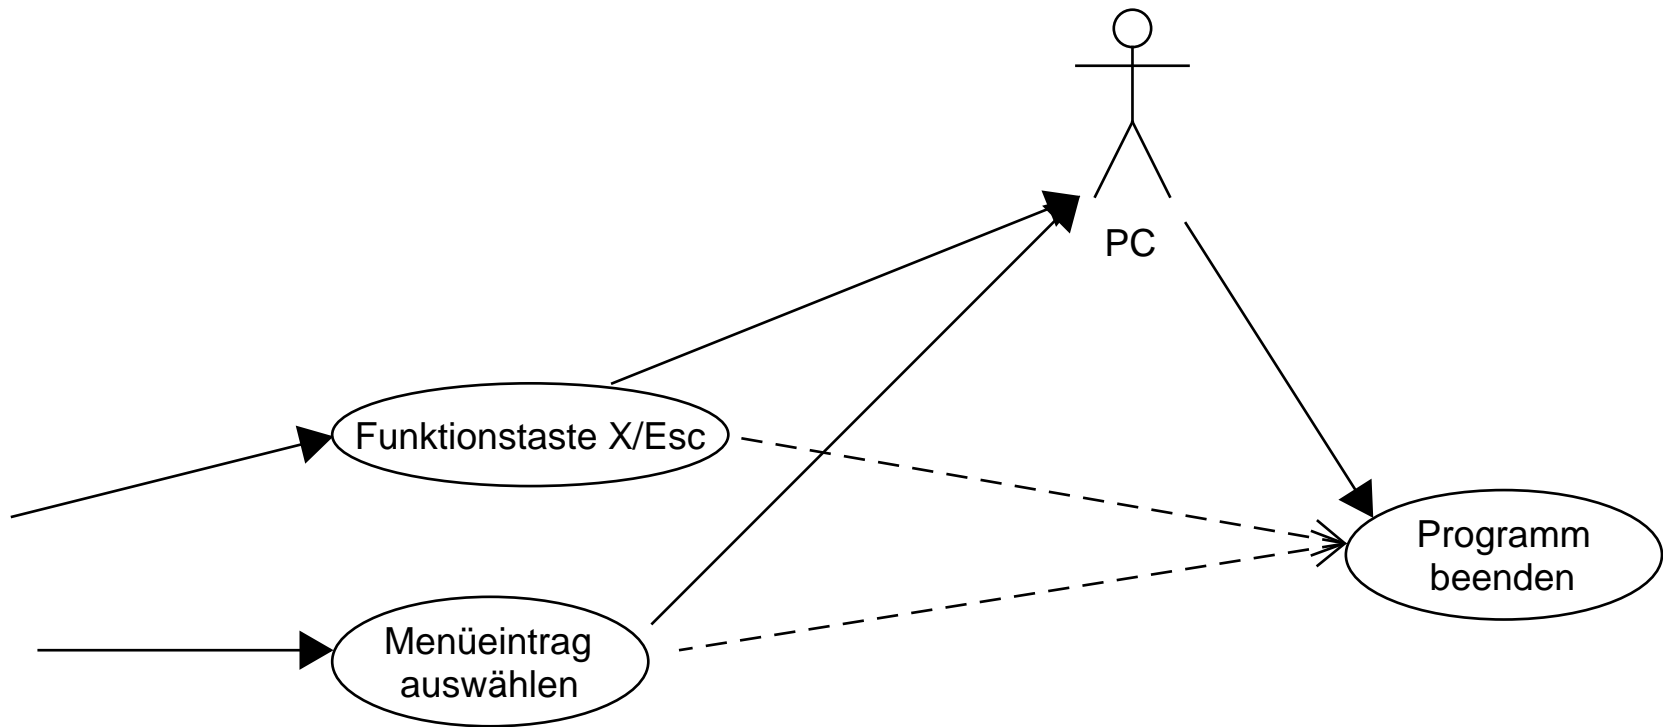 PC
Funktionstaste X/Esc
Programm
beenden
Menüeintrag
auswählen